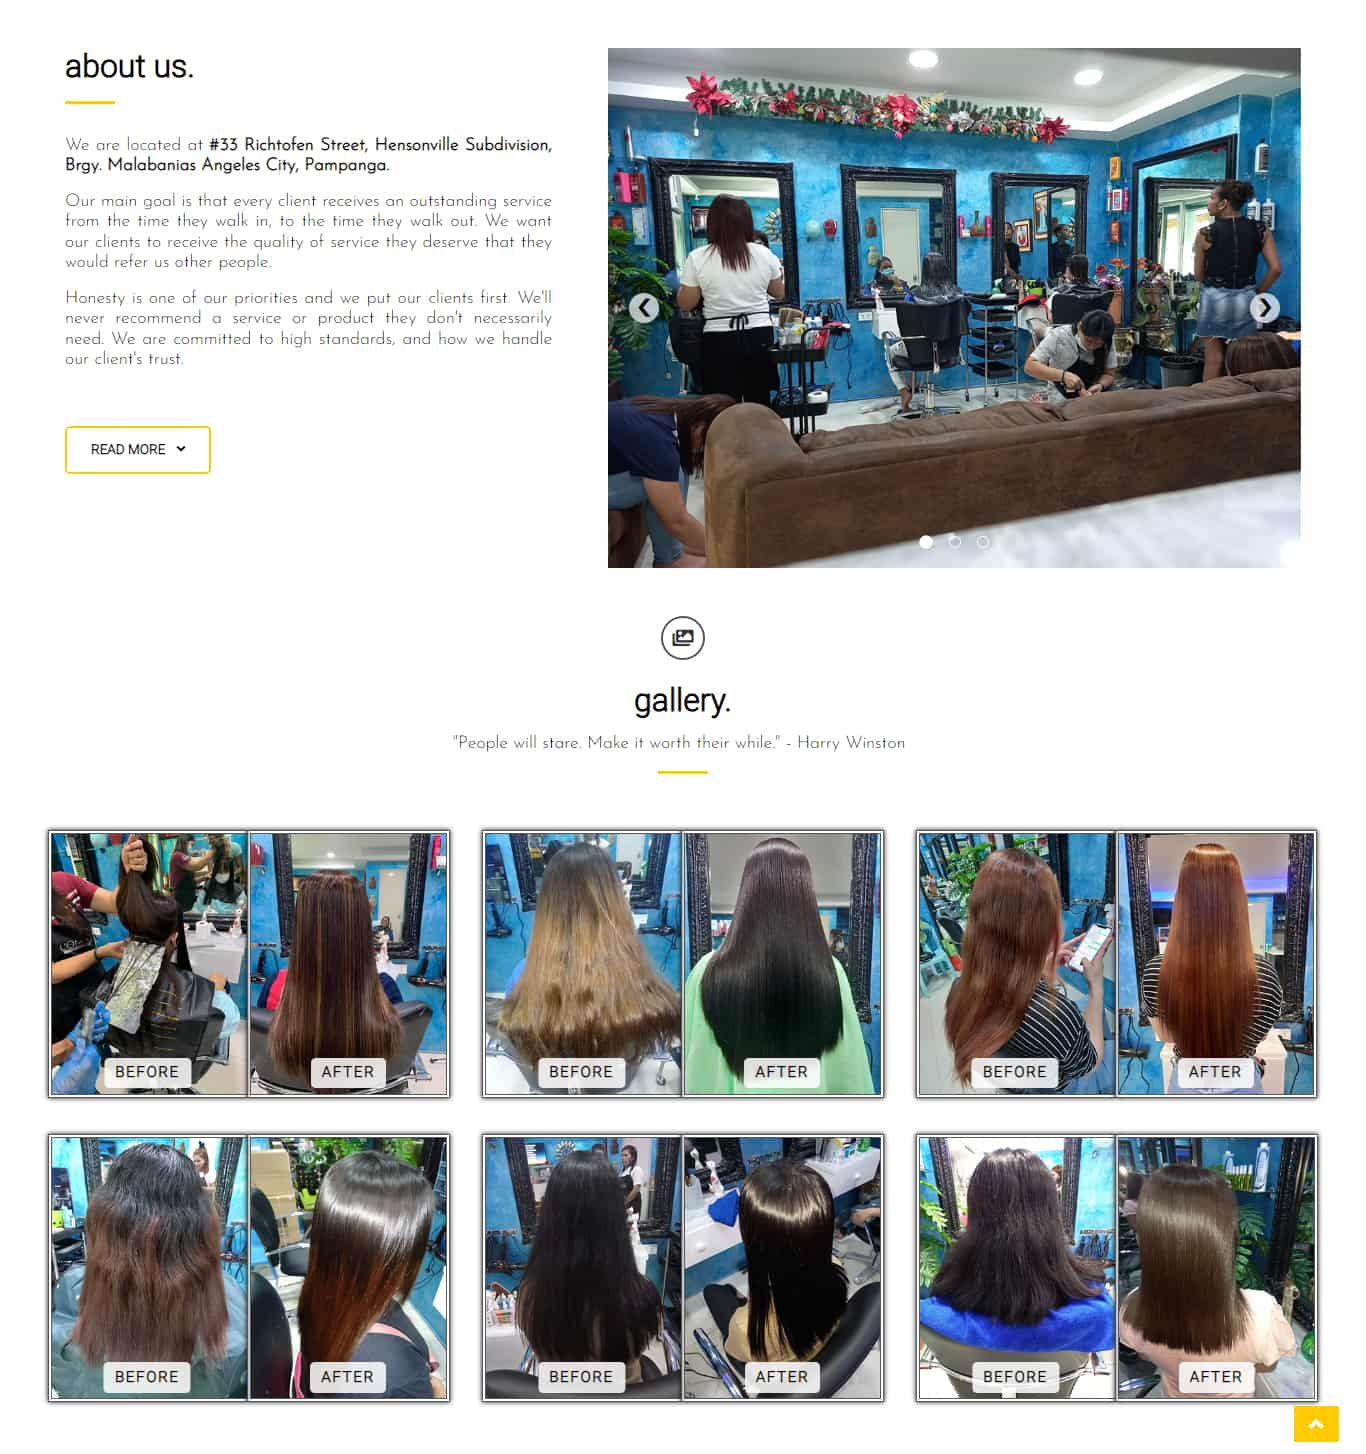 about us.
We are located at #33 Richtofen Street, Hensonville Subdivision,
Brgy. Malabanias Angeles City, Pampanga.
Our main goal is that every client receives an outstanding service
from the time they walk in, to the time they walk out. We want
our clients to receive the quality of service they deserve that they
would refer us other people.
Honesty is one of our priorities and we put our clients first. We'll
never recommend a service or product they don't necessarily
need. We are committed to high standards, and how we handle
our client's trust.
READ MORE
gallery.
"People will stare. Make it worth their while." - Harry Winston
BEFORE
AFTER
BEFORE
AFTER
BEFORE
AFTER
BEFORE
AFTER
BEFORE
AFTER
BEFORE
AFTER